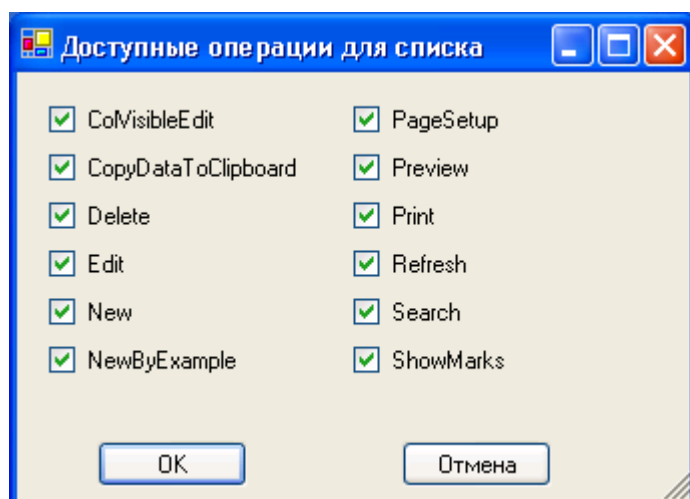 Доступные операции для списка
ColVisibleEdit
CopyDataToClipboard
Delete
Edit
New
NewByExample
PageSetup
Preview
Print
Refresh
Search
ShowMarks
OK
Отмена